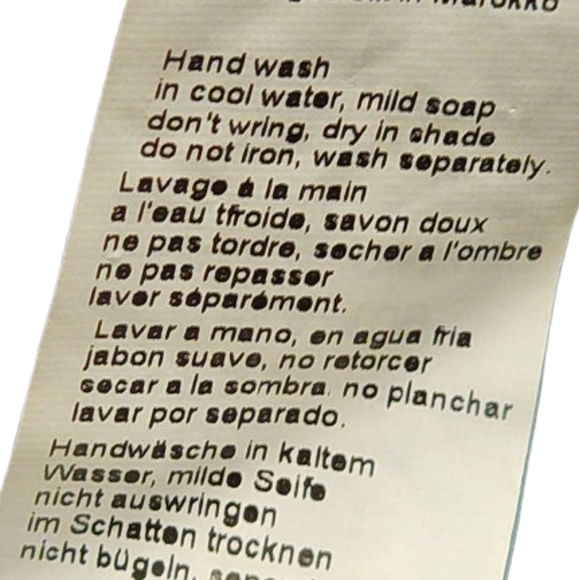 in Marokko
Hand wash
in cool water, mild soap
don't wring, dry in shade
do not iron, wash separately.
Lavage á la main
a l'eau tfroide, savon doux
ne pas tordre, secher a l'ombre
ne pas repasser
laver séparément.
Lavar a mano, en agua fria
jabon suave, no retorcer
secar a la sombra. no planchar
lavar por separado.
Handwäsche in kaltem
Wasser, milde Seife
nicht auswringen
im Schatten trocknen
nicht bügeln,